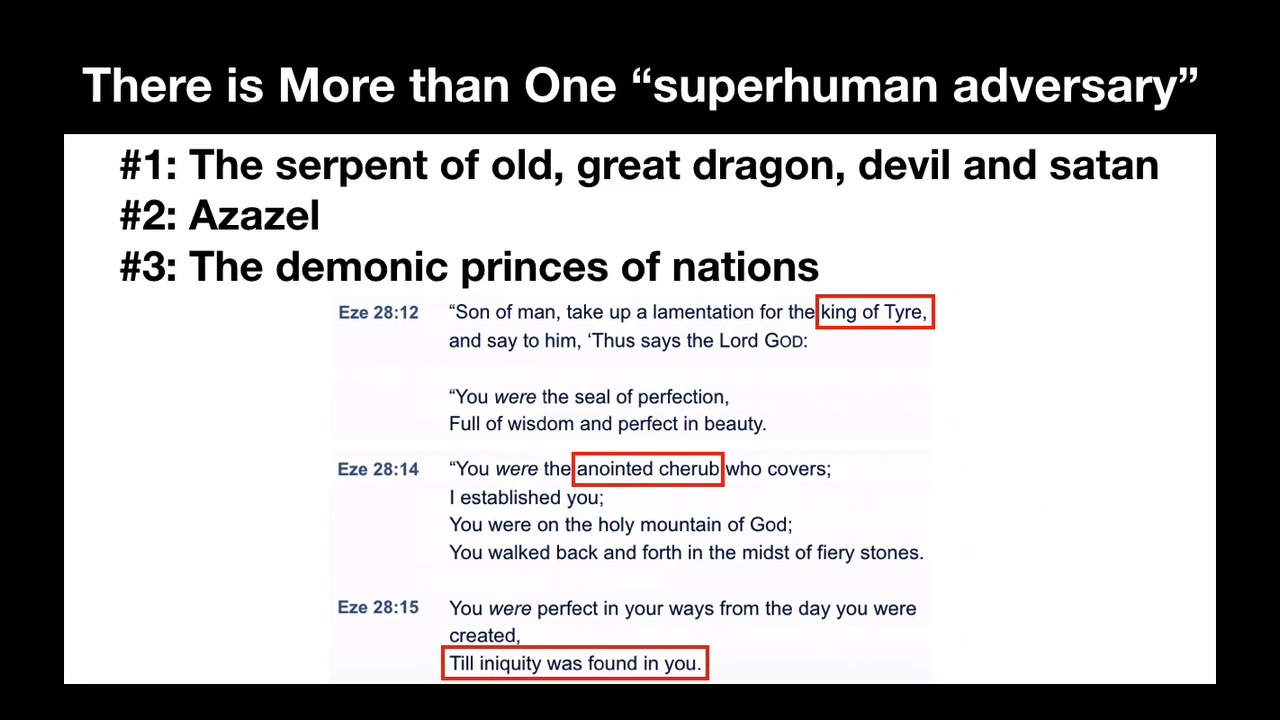 There is More than One “superhuman adversary”
#1: The serpent of old, great dragon, devil and satan
#2: Azazel
#3: The demonic princes of nations
Eze 28:12 “Son of man, take up a lamentation for the king of Tyre,
and say to him, ‘Thus says the Lord GOD:
“You were the seal of perfection,
Full of wisdom and perfect in beauty.
Eze 28:14 “You were the anointed cherub who covers;
I established you;
You were on the holy mountain of God;
You walked back and forth in the midst of fiery stones.
Eze 28:15 You were perfect in your ways from the day you were
created,
Till iniquity was found in you.